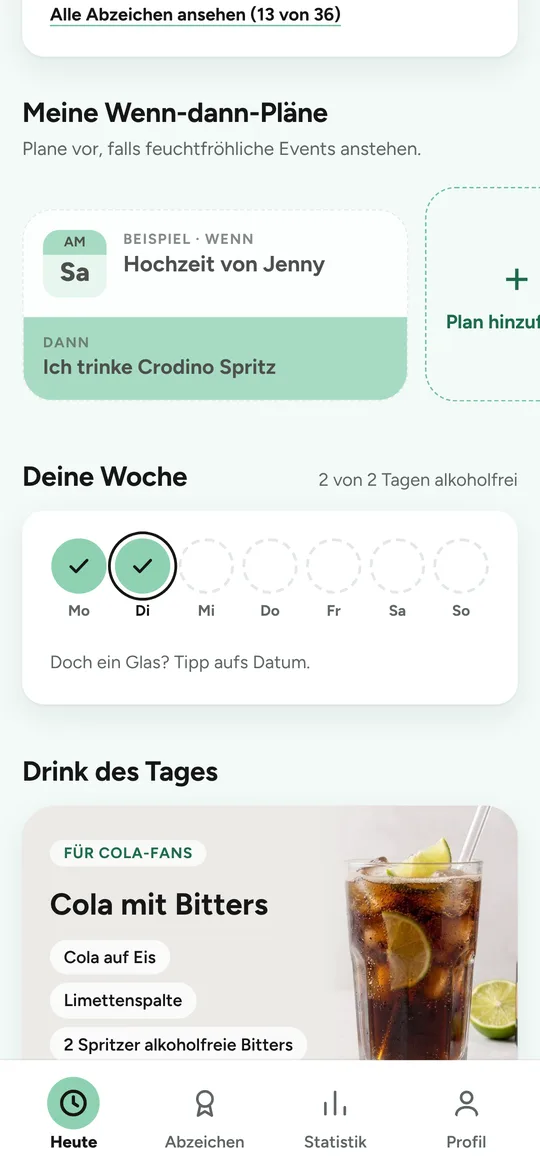 Alle Abzeichen ansehen (13 von 36)
Meine Wenn-dann-Pläne
Plane vor, falls feuchtfröhliche Events anstehen.
AM
Sa
BEISPIEL · WENN
Hochzeit von Jenny
DANN
Ich trinke Crodino Spritz
+
Plan hinzuf
Deine Woche
2 von 2 Tagen alkoholfrei
Mo Di Mi Do Fr Sa So
Doch ein Glas? Tipp aufs Datum.
Drink des Tages
FÜR COLA-FANS
Cola mit Bitters
Cola auf Eis
Limettenspalte
2 Spritzer alkoholfreie Bitters
Heute Abzeichen Statistik Profil